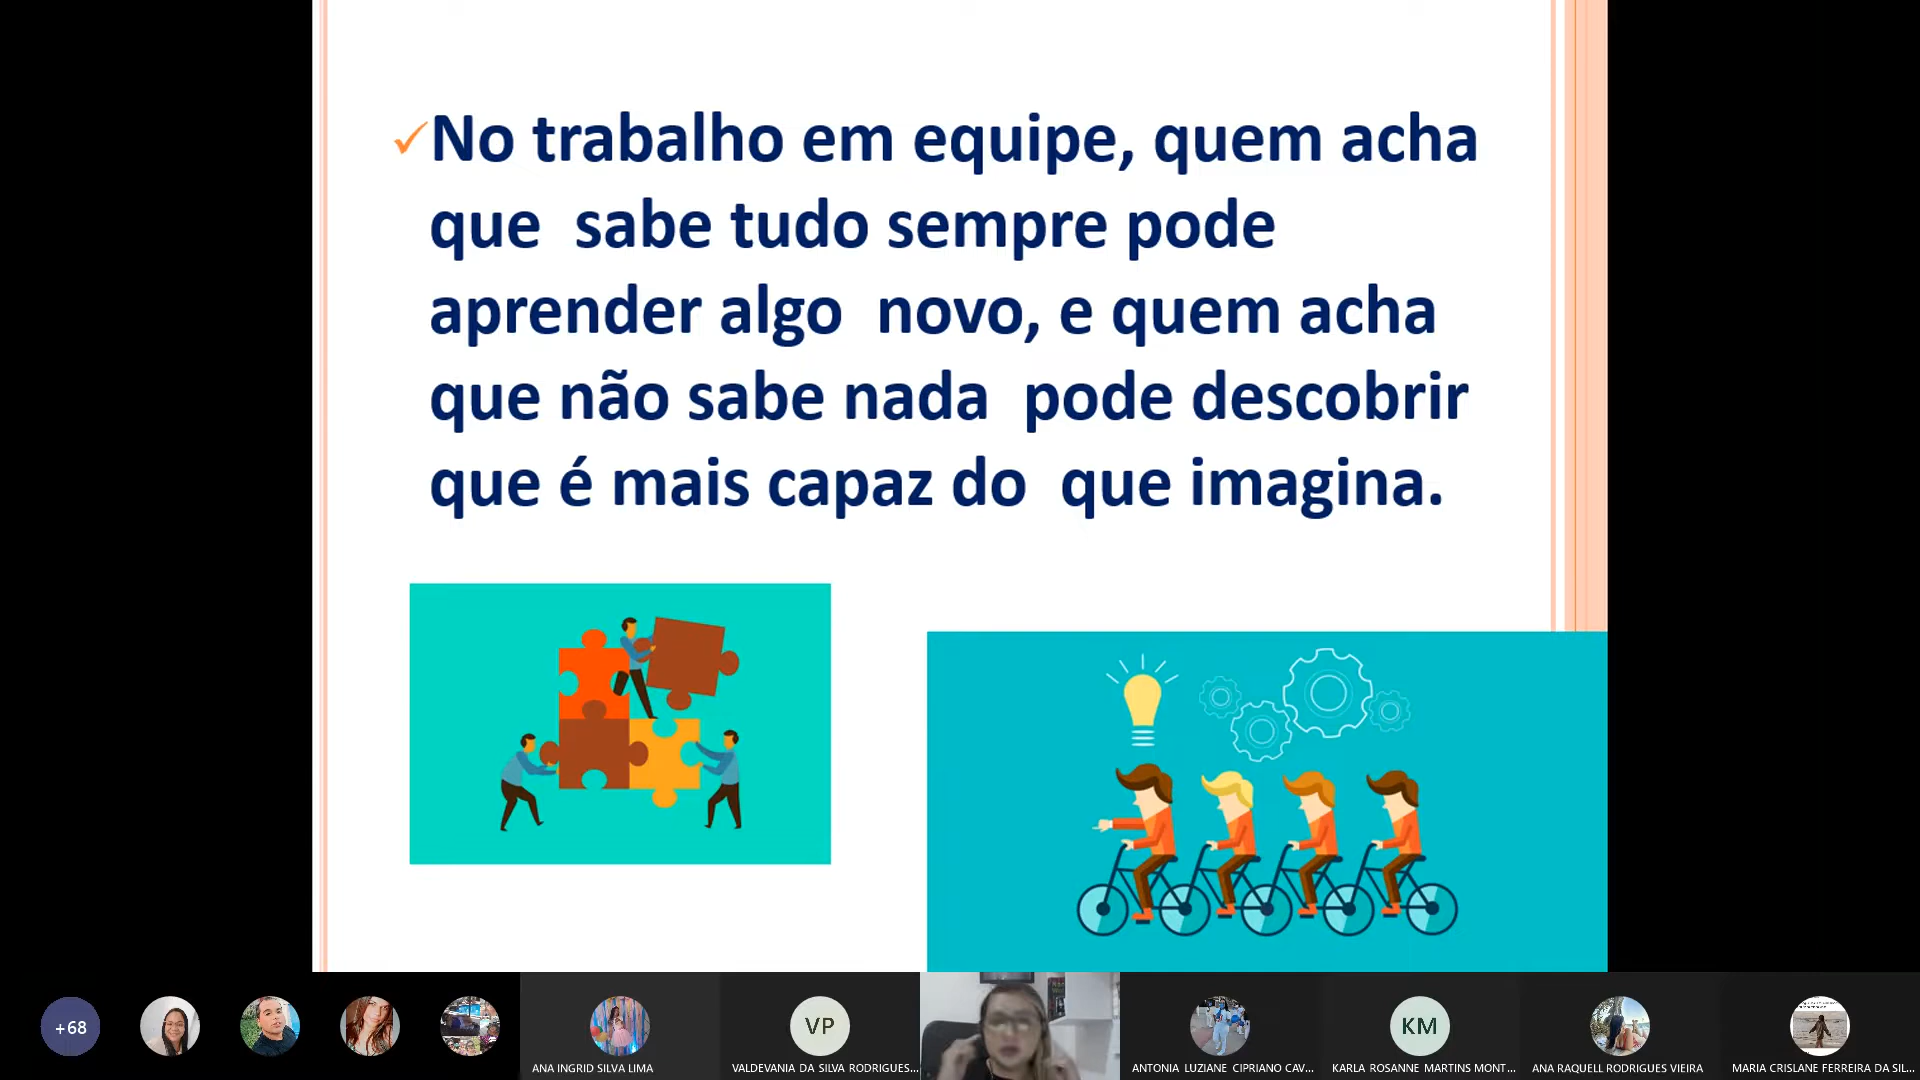 No trabalho em equipe, quem acha
que sabe tudo sempre pode
aprender algo novo, e quem acha
que não sabe nada pode descobrir
que é mais capaz do que imagina.
+68
VP
KM
ANA INGRID SILVA LIMA
VALDEVANIA DA SILVA RODRIGUES...
ANTONIA LUZIANE CIPRIANO CAV...
KARLA ROSANNE MARTINS MONT...
ANA RAQUELL RODRIGUES VIEIRA
MARIA CRISLANE FERREIRA DA SIL...